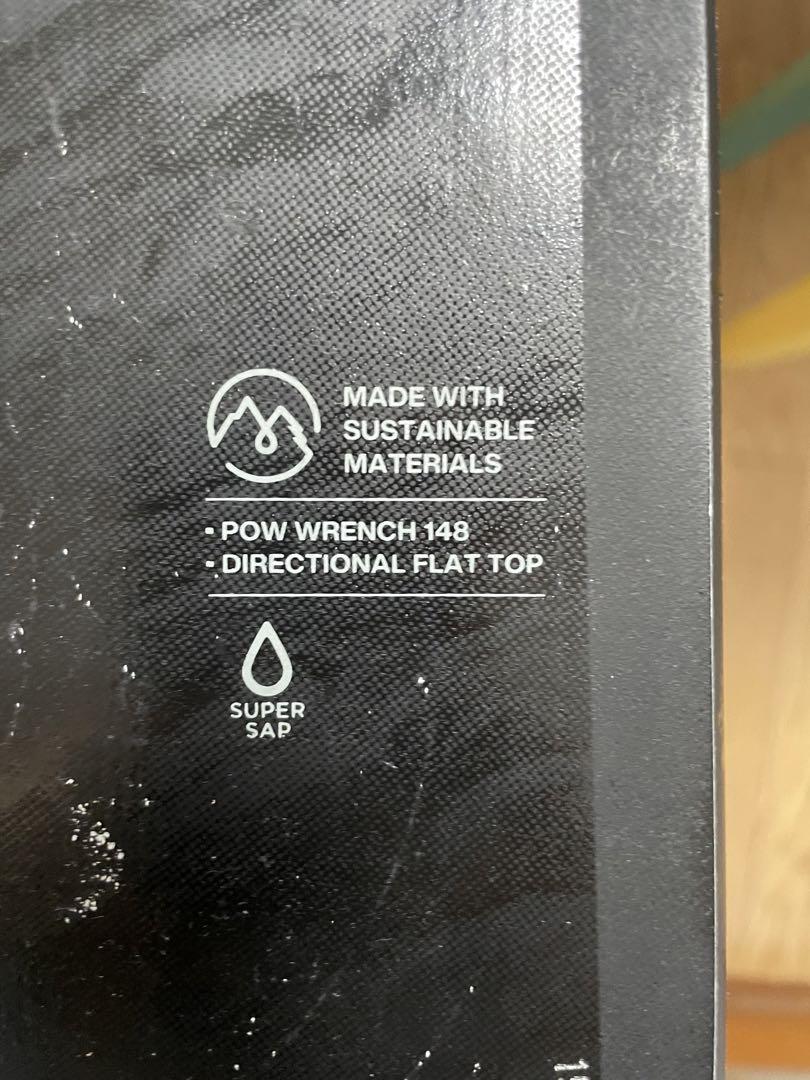 MADE WITH
SUSTAINABLE
MATERIALS
• POW WRENCH 148
• DIRECTIONAL FLAT TOP
SUPER
SAP